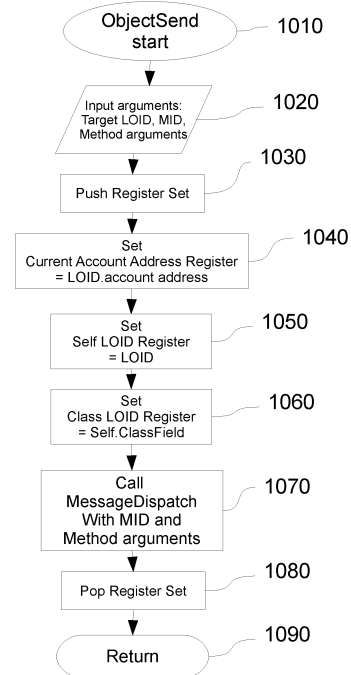 ObjectSend
start
1010
Input arguments:
Target LOID, MID,
Method arguments
1020
1030
Push Register Set
1040
Set
Current Account Address Register
= LOID.account address
1050
Set
Self LOID Register
= LOID
1060
Set
Class LOID Register
= Self.ClassField
1070
Call
MessageDispatch
With MID and
Method arguments
1080
Pop Register Set
1090
Return